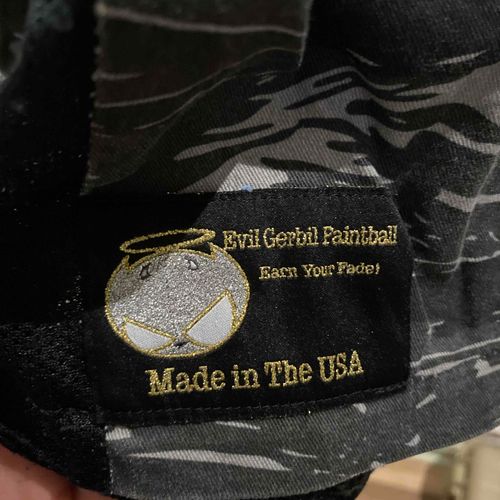 Evil Gerbil Paintball
Earn Your Fade!
Made in The USA